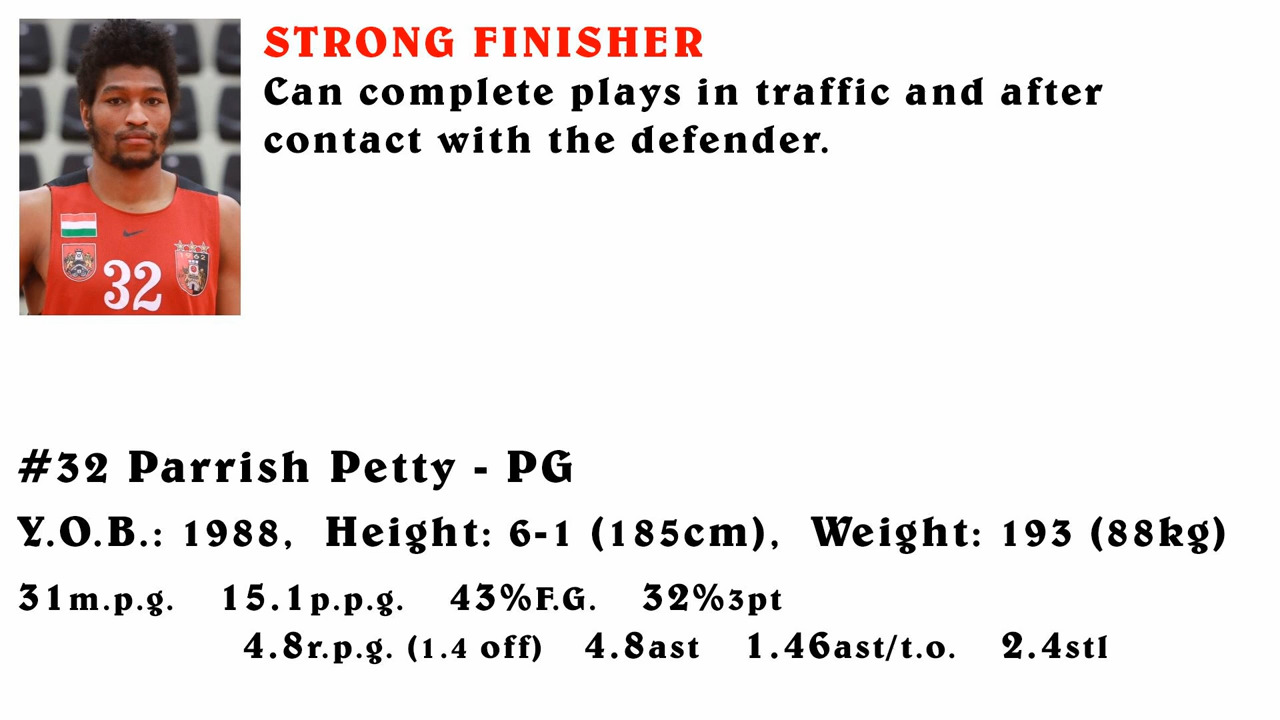 STRONG FINISHER
Can complete plays in traffic and after
contact with the defender.
1962
32
#32 Parrish Petty - PG
Y.O.B.: 1988, Height: 6-1 (185cm), Weight: 193 (88kg)
31m.p.g. 15.1p.p.g. 43%F.G. 32%3pt
4.8r.p.g. (1.4 off) 4.8ast 1.46ast/t.o. 2.4stl